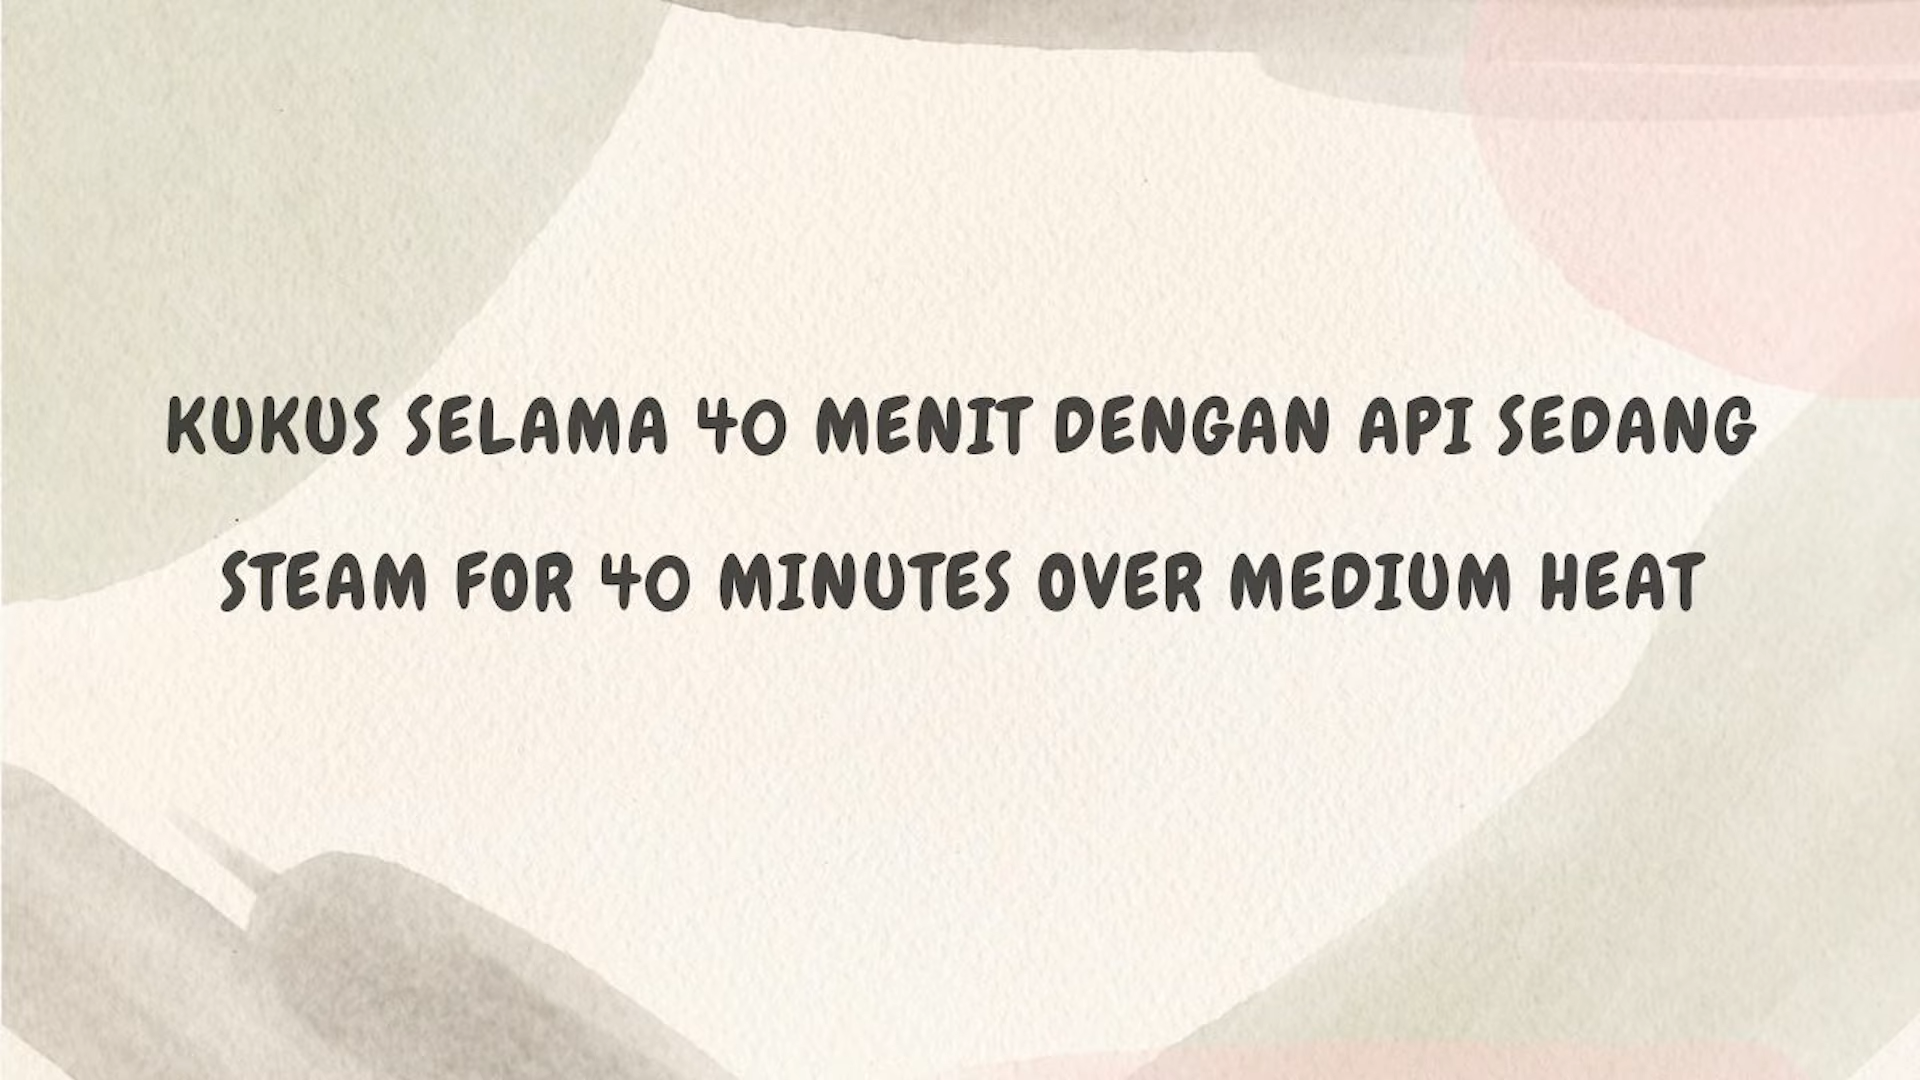 KUKUS SELAMA 40 MENIT DENGAN API SEDANG
STEAM FOR 40 MINUTES OVER MEDIUM HEAT